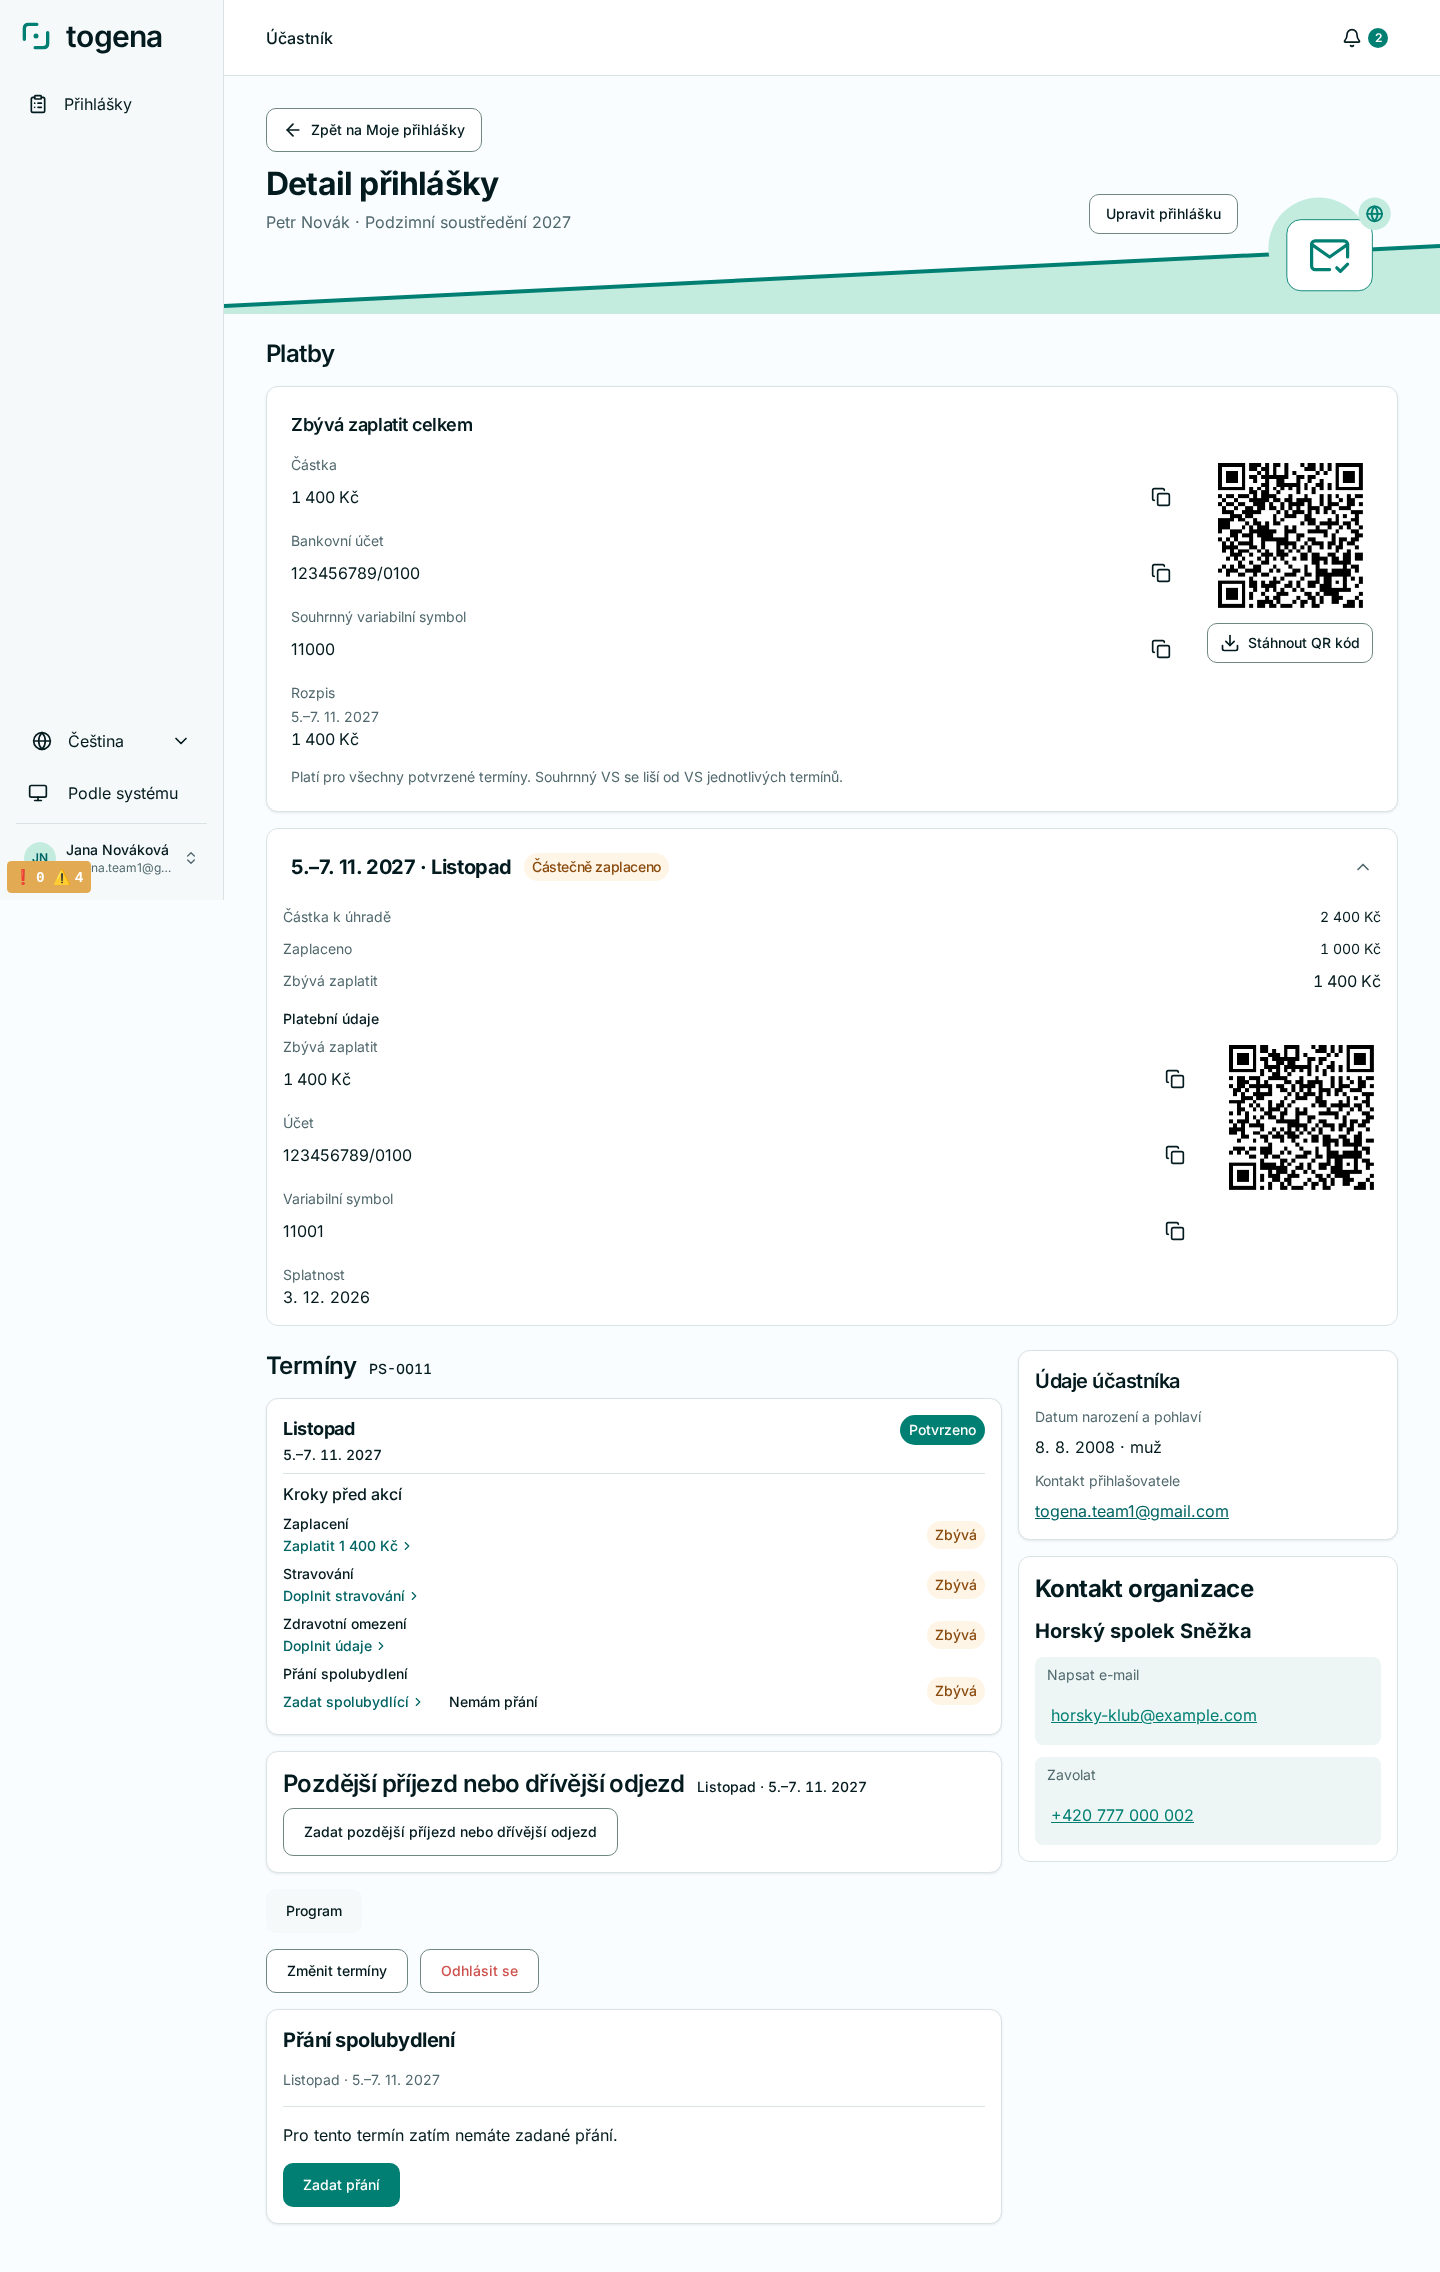 togena
Přihlášky
Čeština
Podle systému
Jana Nováková
na.team1@g...
JN
❗ 0 ⚠️ 4
Účastník
2
Zpět na Moje přihlášky
Detail přihlášky
Petr Novák · Podzimní soustředění 2027
Upravit přihlášku
Platby
Zbývá zaplatit celkem
Částka
1 400 Kč
Bankovní účet
123456789/0100
Souhrnný variabilní symbol
11000
Stáhnout QR kód
Rozpis
5.–7. 11. 2027
1 400 Kč
Platí pro všechny potvrzené termíny. Souhrnný VS se liší od VS jednotlivých termínů.
5.–7. 11. 2027 · Listopad Částečně zaplaceno
Částka k úhradě 2 400 Kč
Zaplaceno 1 000 Kč
Zbývá zaplatit 1 400 Kč
Platební údaje
Zbývá zaplatit
1 400 Kč
Účet
123456789/0100
Variabilní symbol
11001
Splatnost
3. 12. 2026
Termíny PS-0011
Listopad Potvrzeno
5.–7. 11. 2027
Kroky před akcí
Zaplacení
Zaplatit 1 400 Kč
Zbývá
Stravování
Doplnit stravování
Zbývá
Zdravotní omezení
Doplnit údaje
Zbývá
Přání spolubydlení
Zadat spolubydlící Nemám přání
Zbývá
Pozdější příjezd nebo dřívější odjezd Listopad · 5.–7. 11. 2027
Zadat pozdější příjezd nebo dřívější odjezd
Program
Změnit termíny Odhlásit se
Přání spolubydlení
Listopad · 5.–7. 11. 2027
Pro tento termín zatím nemáte zadané přání.
Zadat přání
Údaje účastníka
Datum narození a pohlaví
8. 8. 2008 · muž
Kontakt přihlašovatele
togena.team1@gmail.com
Kontakt organizace
Horský spolek Sněžka
Napsat e-mail
horsky-klub@example.com
Zavolat
+420 777 000 002